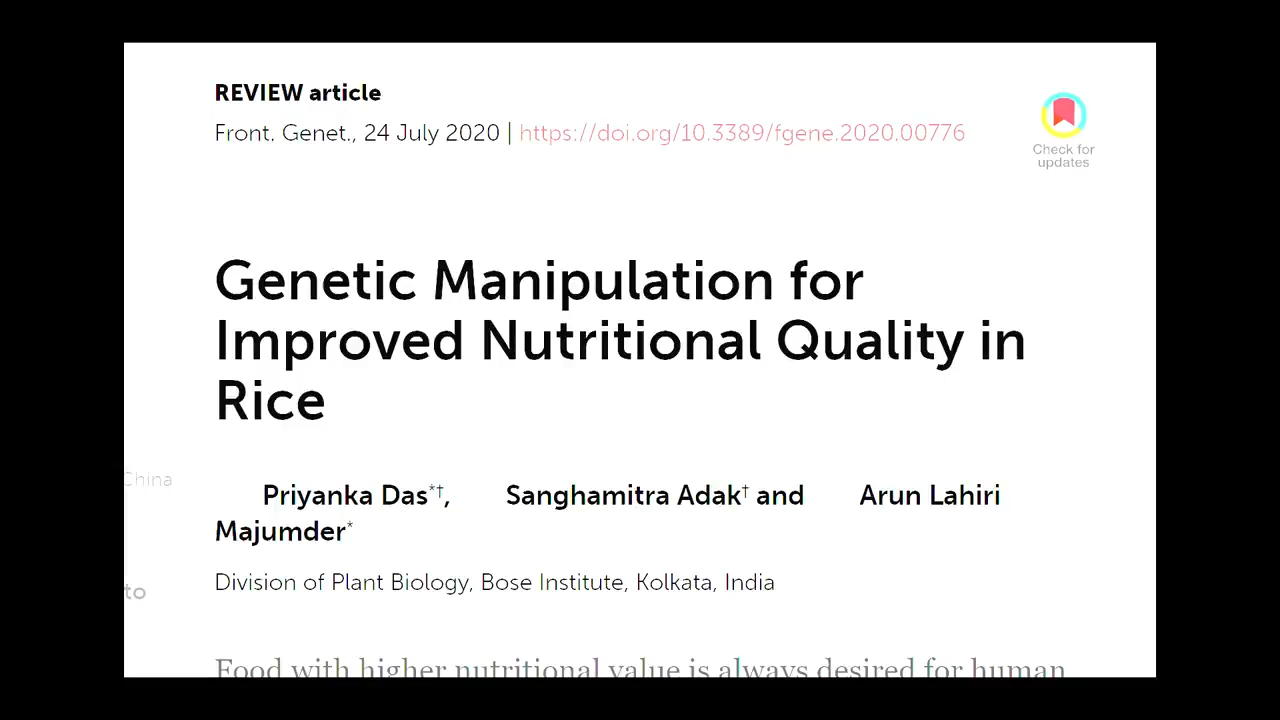 REVIEW article
Front. Genet., 24 July 2020 | https://doi.org/10.3389/fgene.2020.00776
Check for
updates
Genetic Manipulation for
Improved Nutritional Quality in
Rice
China
Priyanka Das*†, Sanghamitra Adak† and Arun Lahiri
Majumder*
Division of Plant Biology, Bose Institute, Kolkata, India
to
Food with higher nutritional value is always desired for human